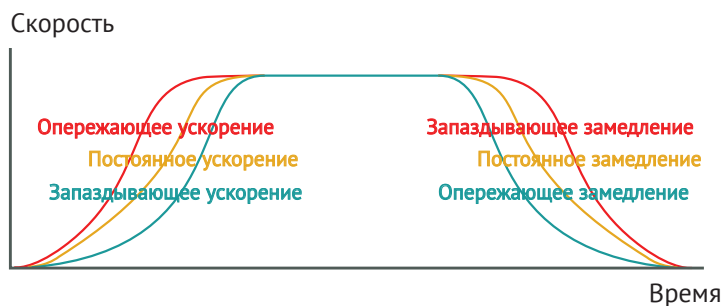 Скорость
Опережающее ускорение
Запаздывающее замедление
Постоянное ускорение
Постоянное замедление
Запаздывающее ускорение
Опережающее замедление
Время